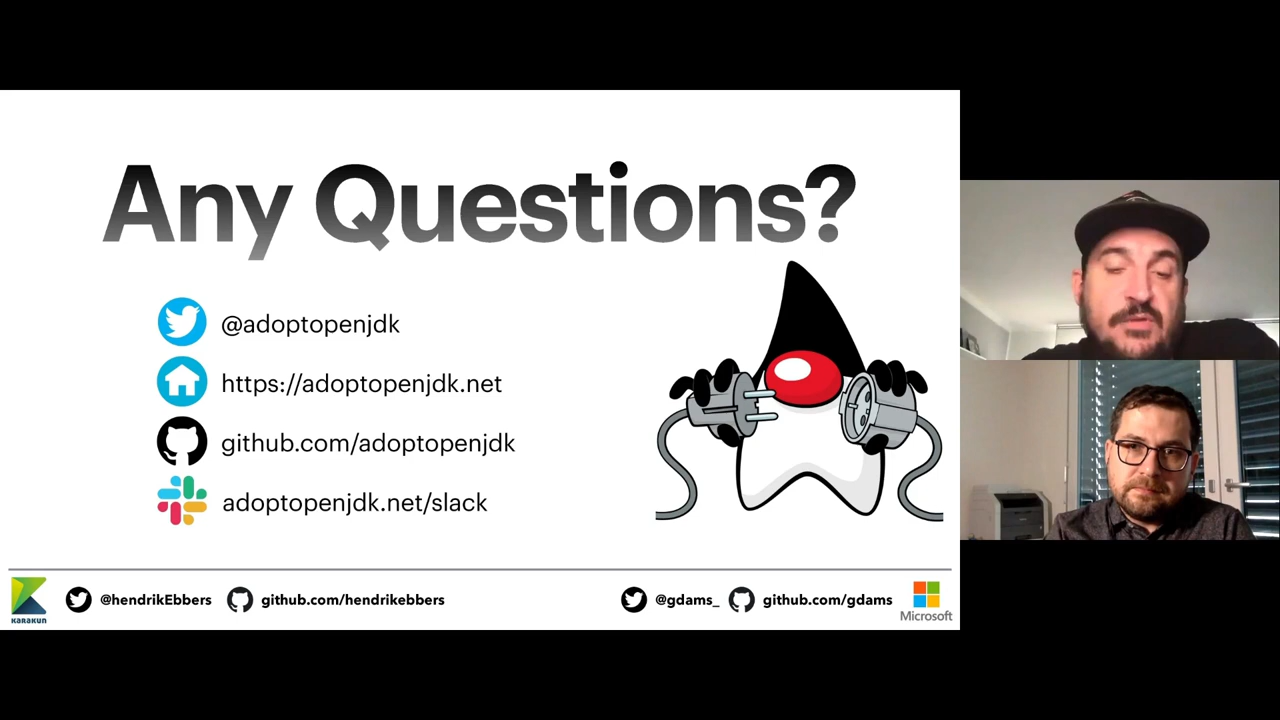 Any Questions?
@adoptopenjdk
https://adoptopenjdk.net
github.com/adoptopenjdk
adoptopenjdk.net/slack
KARAKUN
@hendrikEbbers
github.com/hendrikebbers
@gdams_
github.com/gdams
Microsoft